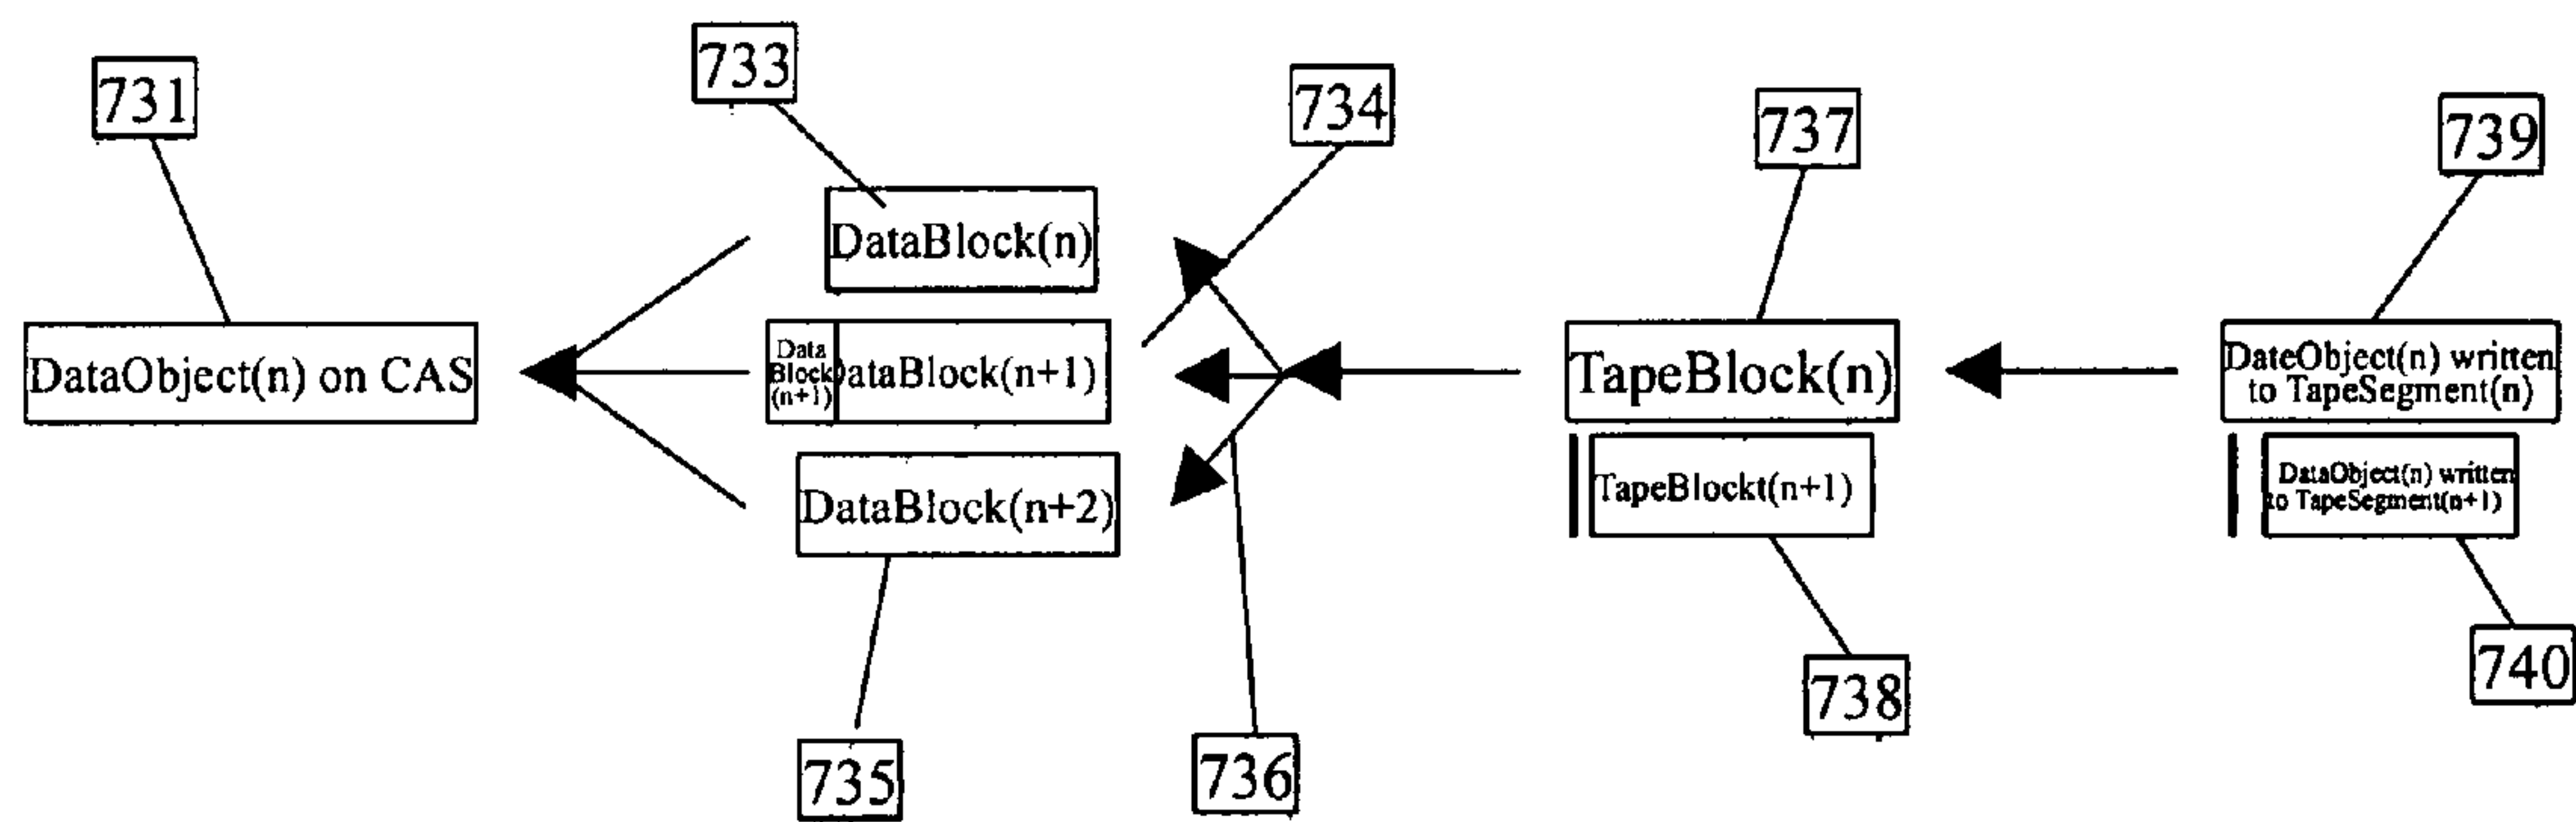 731
733
734
737
739
DataBlock(n)
DataObject(n) on CAS
Data
Block
(n+1)
ataBlock(n+1)
TapeBlock(n)
DateObject(n) written
to TapeSegment(n)
DataBlock(n+2)
TapeBlockt(n+1)
DataObject(n) written
to TapeSegment(n+1)
735
736
738
740